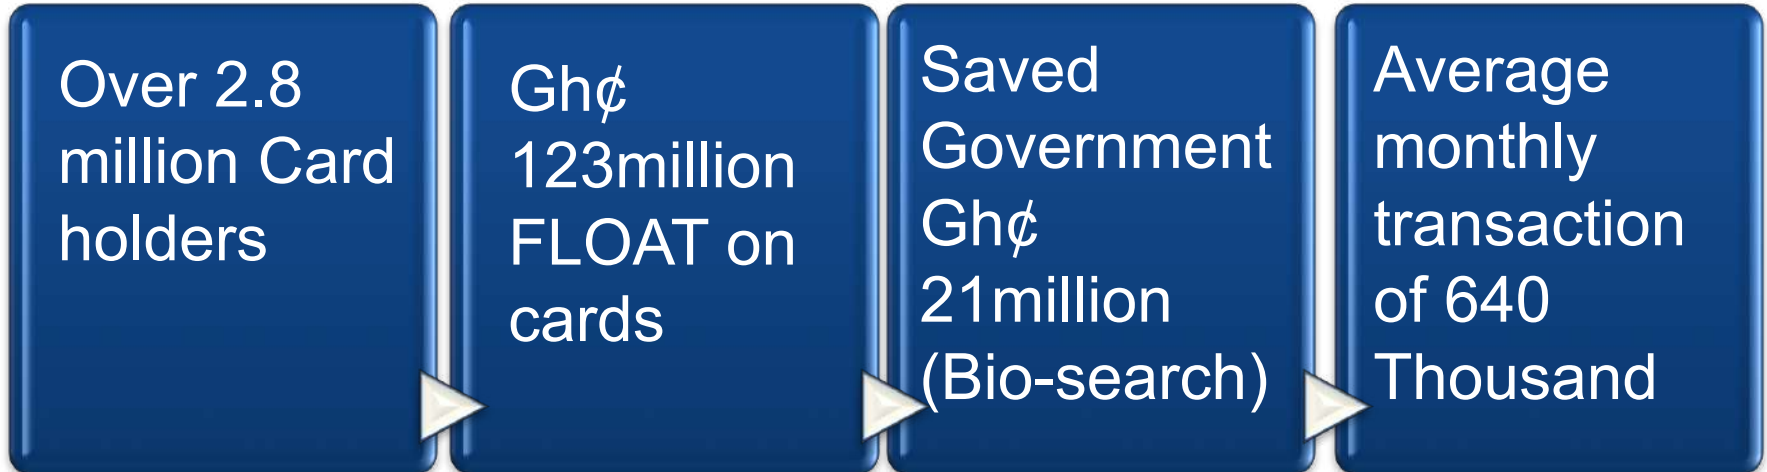 Over 2.8
million Card
holders
Gh₵
123million
FLOAT on
cards
Saved
Government
Gh₵
21million
(Bio-search)
Average
monthly
transaction
of 640
Thousand